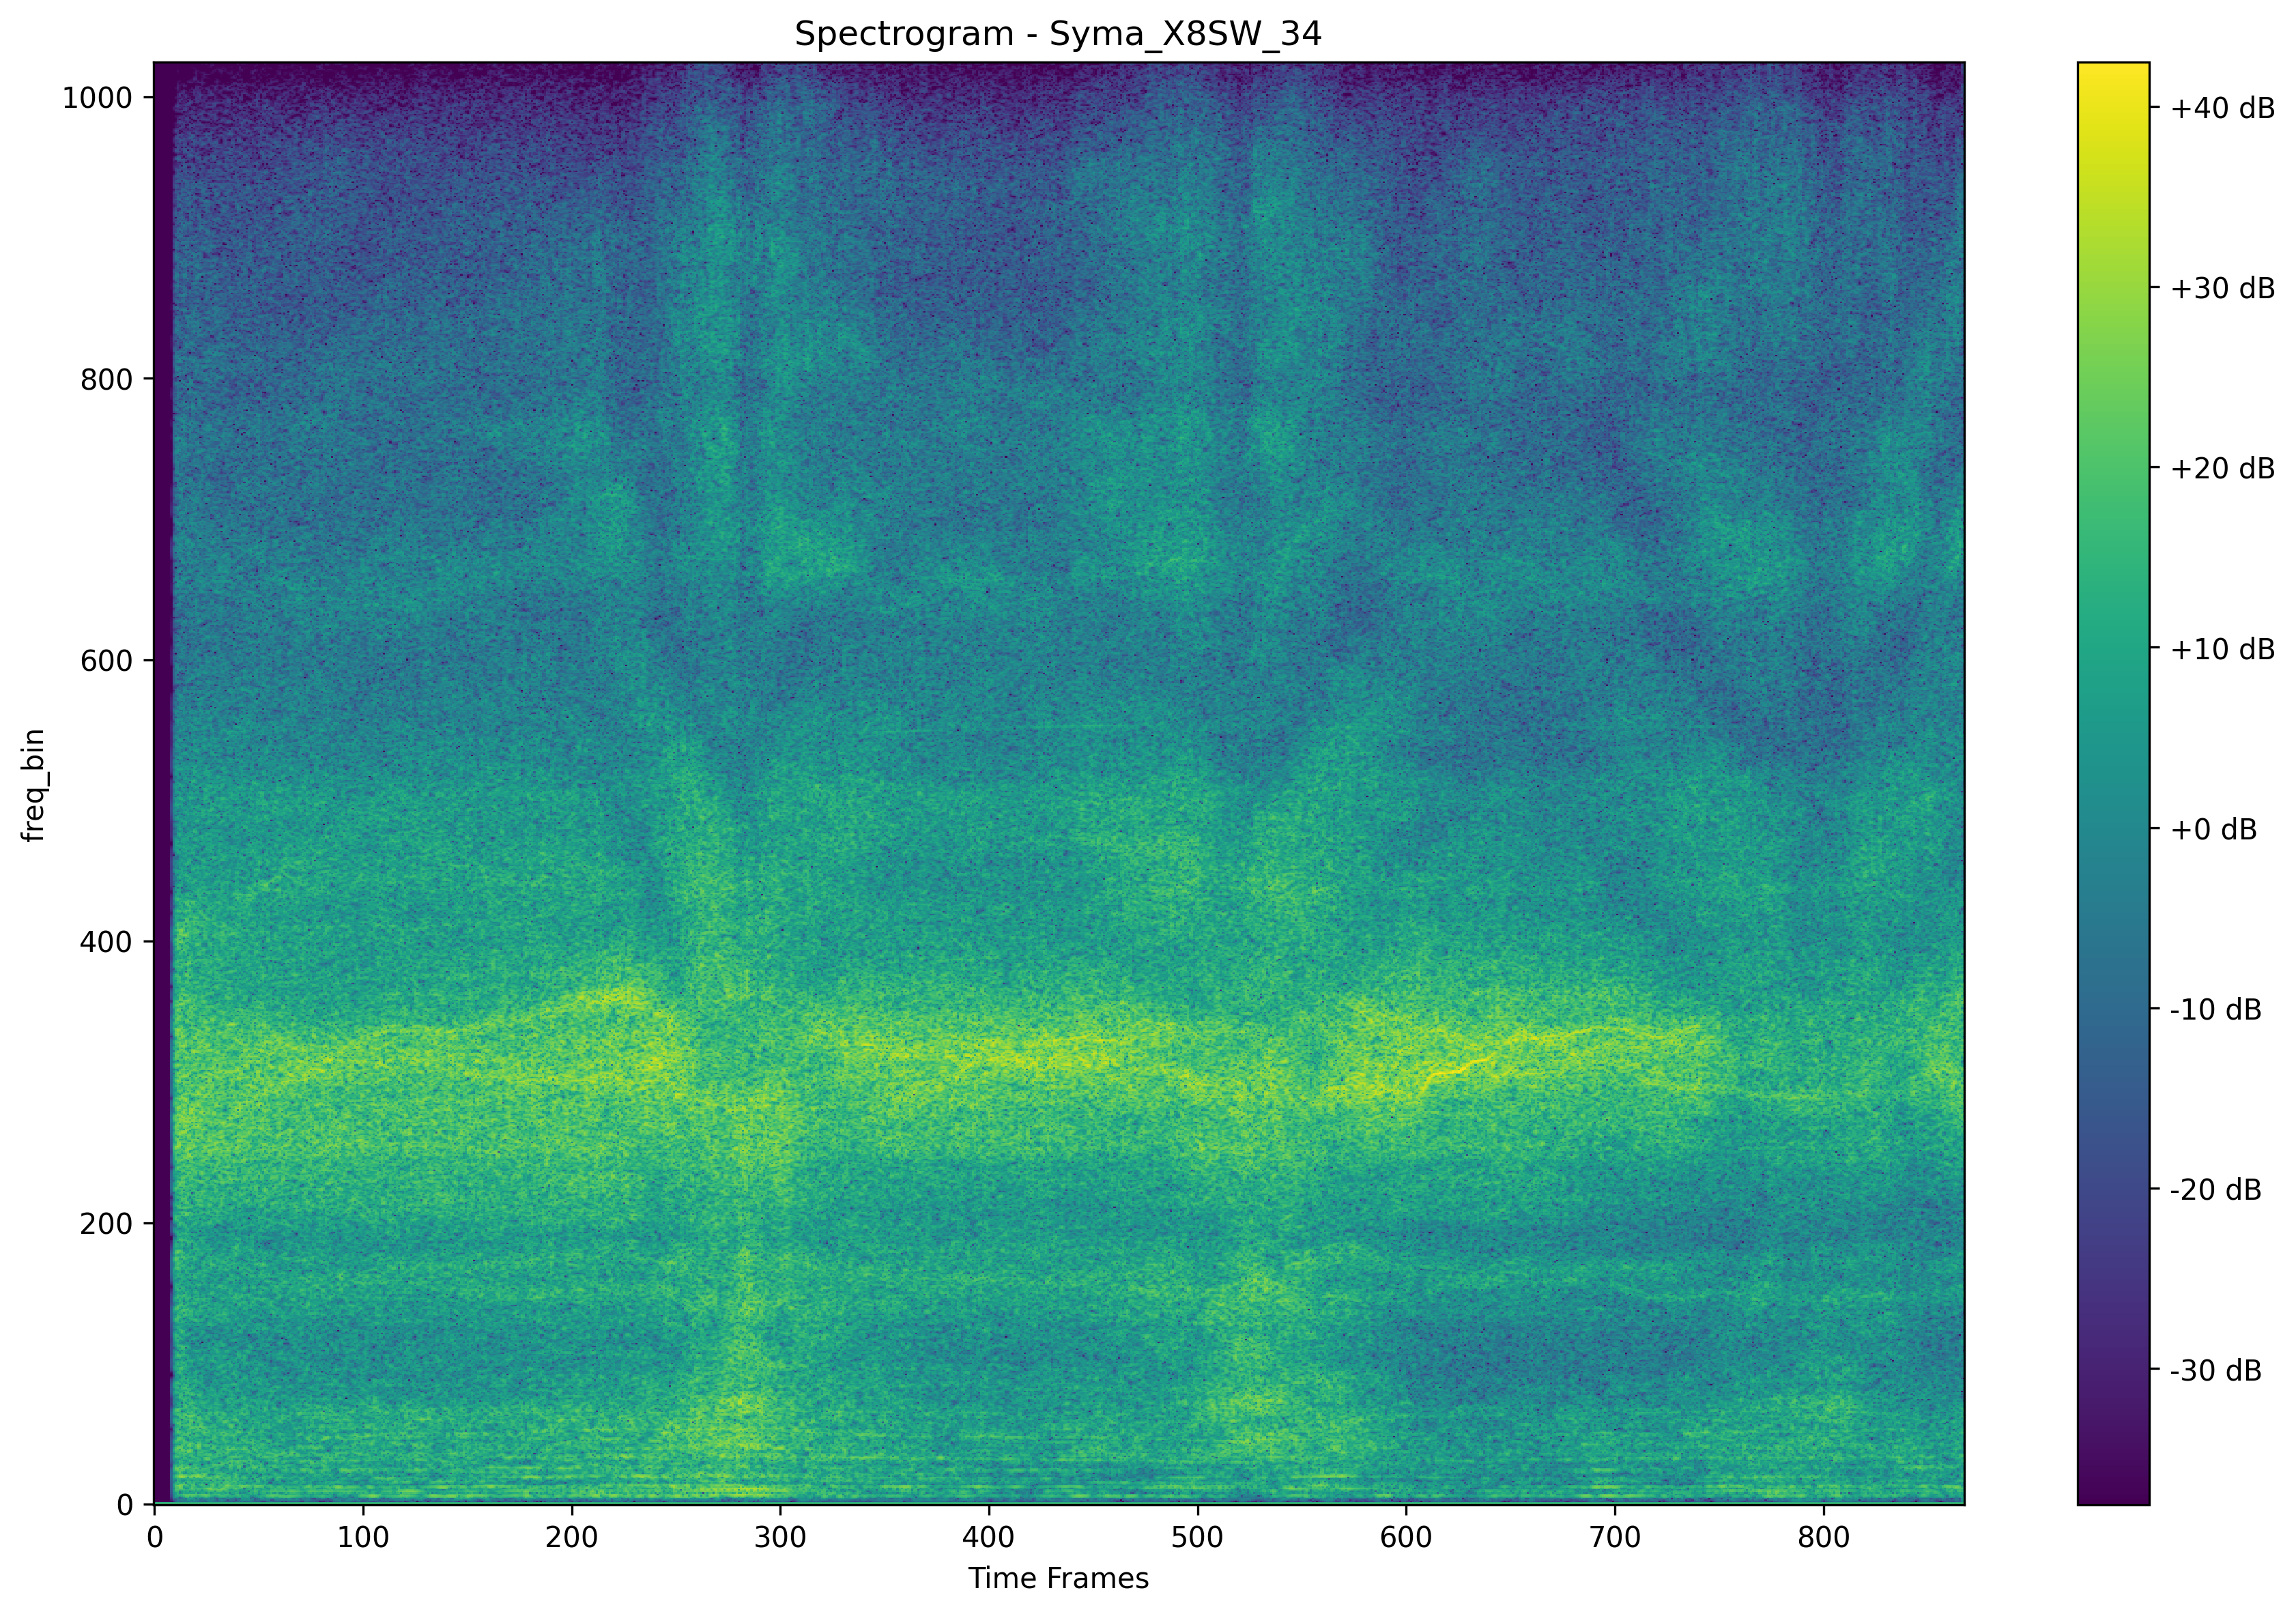 Spectrogram - Syma_X8SW_34
1000
800
600
400
200
0
freq_bin
0 100 200 300 400 500 600 700 800
Time Frames
+40 dB
+30 dB
+20 dB
+10 dB
+0 dB
-10 dB
-20 dB
-30 dB